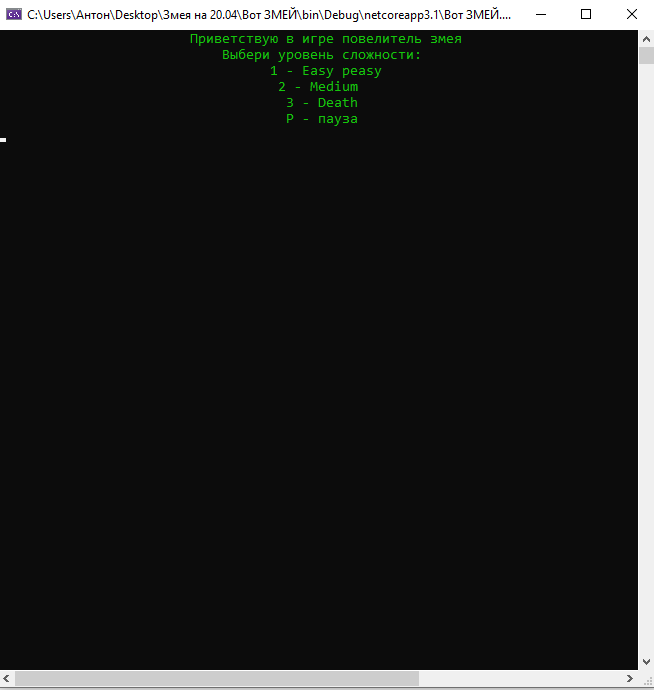 C:\Users\Антон\Desktop\Змея на 20.04\Вот ЗМЕЙ\bin\Debug\netcoreapp3.1\Вот ЗМЕЙ....
Приветствую в игре повелитель змея
Выбери уровень сложности:
1 - Easy peasy
2 - Medium
3 - Death
P - пауза